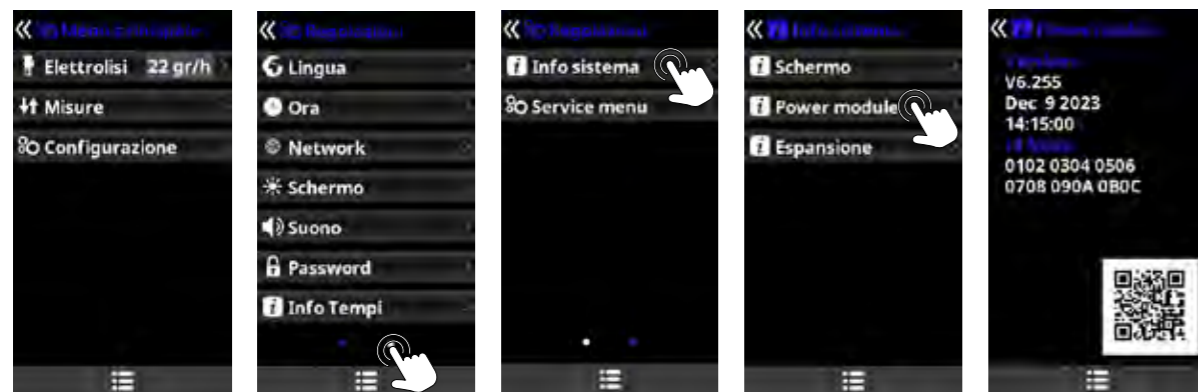 Elettrolisi 22 gr/h
Misure
Configurazione
Lingua
Ora
Network
Schermo
Suono
Password
Info Tempi
Info sistema
Service menu
Schermo
Power module
Espansione
V6.255
Dec 9 2023
14:15:00
0102 0304 0506
0708 090A 0B0C